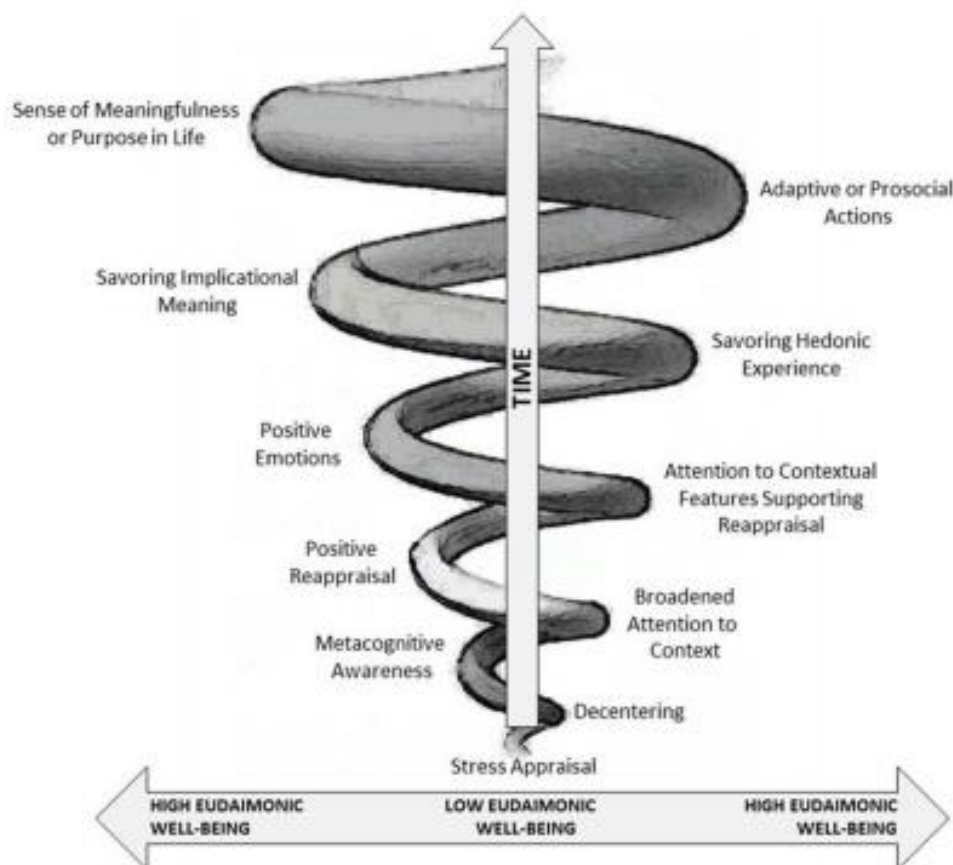 Sense of Meaningfulness
or Purpose in Life
Adaptive or Prosocial
Actions
Savoring Implicational
Meaning
Savoring Hedonic
Experience
TIME
Positive
Emotions
Attention to Contextual
Features Supporting
Reappraisal
Positive
Reappraisal
Broadened
Attention to
Context
Metacognitive
Awareness
Decentering
Stress Appraisal
HIGH EUDAIMONIC
WELL-BEING
LOW EUDAIMONIC
WELL-BEING
HIGH EUDAIMONIC
WELL-BEING